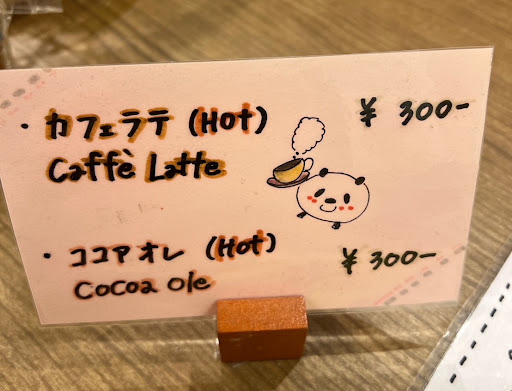 ・カフェラテ (Hot) ¥ 300-
Caffè Latte
・ココアオレ (Hot) ¥ 300-
Cocoa Ole